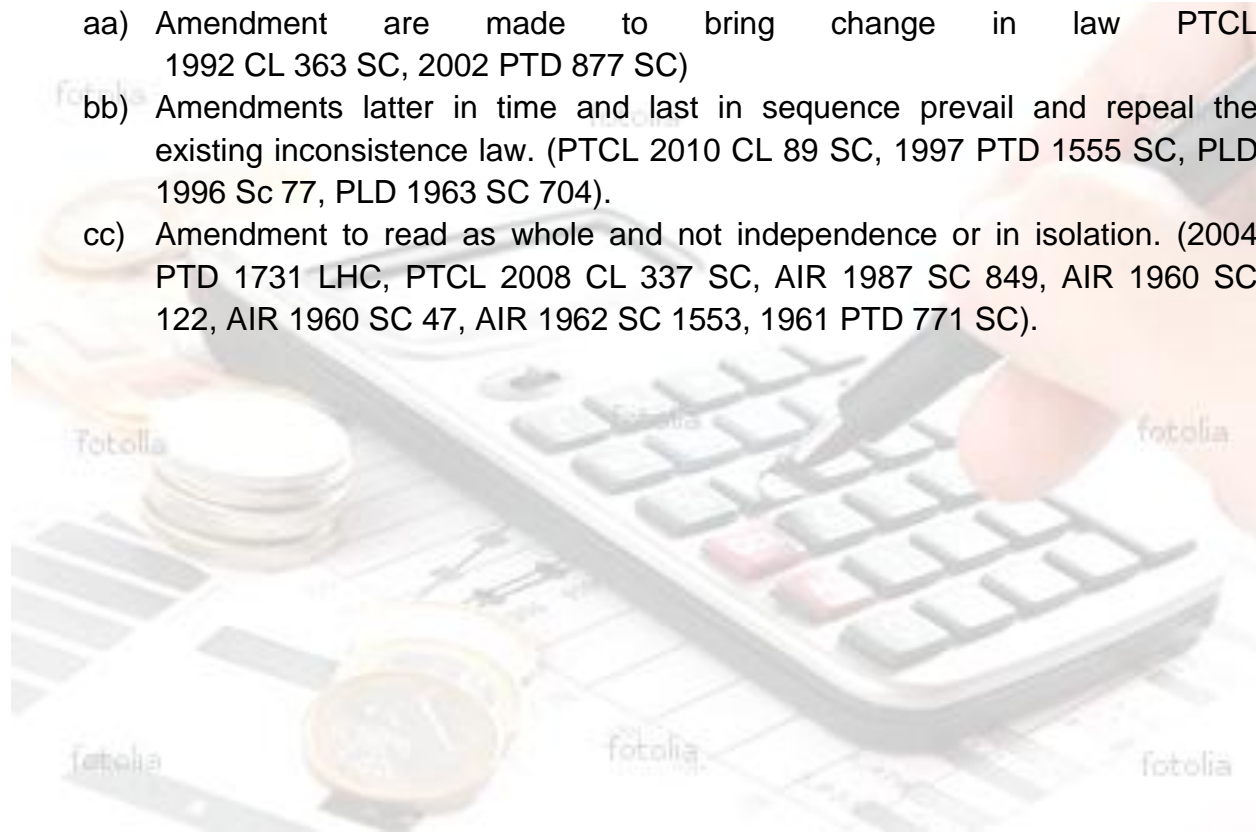 aa) Amendment are made to bring change in law PTCL
1992 CL 363 SC, 2002 PTD 877 SC)
fotolia
fotolia
bb) Amendments latter in time and last in sequence prevail and repeal the
existing inconsistence law. (PTCL 2010 CL 89 SC, 1997 PTD 1555 SC, PLD
1996 Sc 77, PLD 1963 SC 704).
cc) Amendment to read as whole and not independence or in isolation. (2004
PTD 1731 LHC, PTCL 2008 CL 337 SC, AIR 1987 SC 849, AIR 1960 SC
122, AIR 1960 SC 47, AIR 1962 SC 1553, 1961 PTD 771 SC).
fotolia
fotolia
fotolia
fotolia
fotolia
fotolia